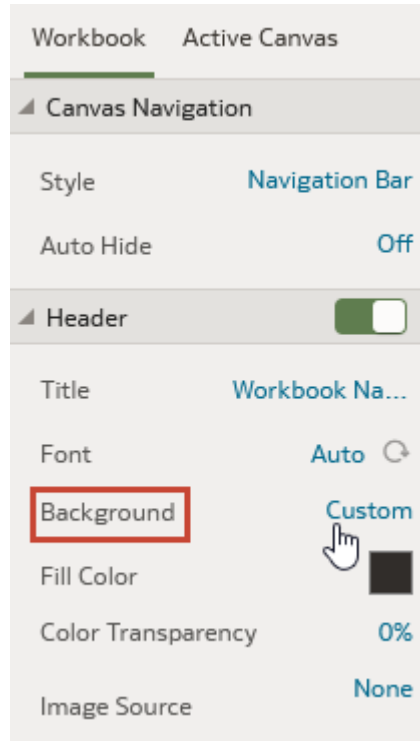 Workbook Active Canvas
Canvas Navigation
Style Navigation Bar
Auto Hide Off
Header
Title Workbook Na...
Font Auto
Background Custom
Fill Color
Color Transparency 0%
Image Source None